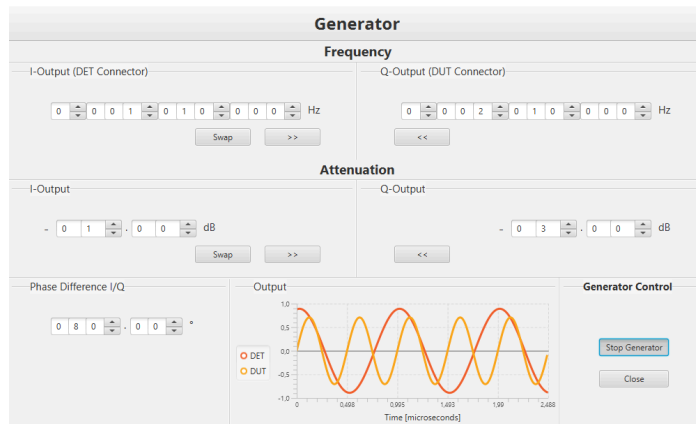 Generator
Frequency
I-Output (DET Connector)
Q-Output (DUT Connector)
0 0 0 1 0 1 0 0 0 0 Hz
0 0 0 2 0 1 0 0 0 0 Hz
Swap >> <<
Attenuation
I-Output
Q-Output
- 0 1 . 0 0 dB
- 0 3 . 0 0 dB
Swap >> <<
Phase Difference I/Q
0 8 0 . 0 0 °
Output
1,0
0,5
0,0
-0,5
-1,0
DET
DUT
0 0,498 0,995 1,493 1,99 2,488
Time [microseconds]
Generator Control
Stop Generator
Close